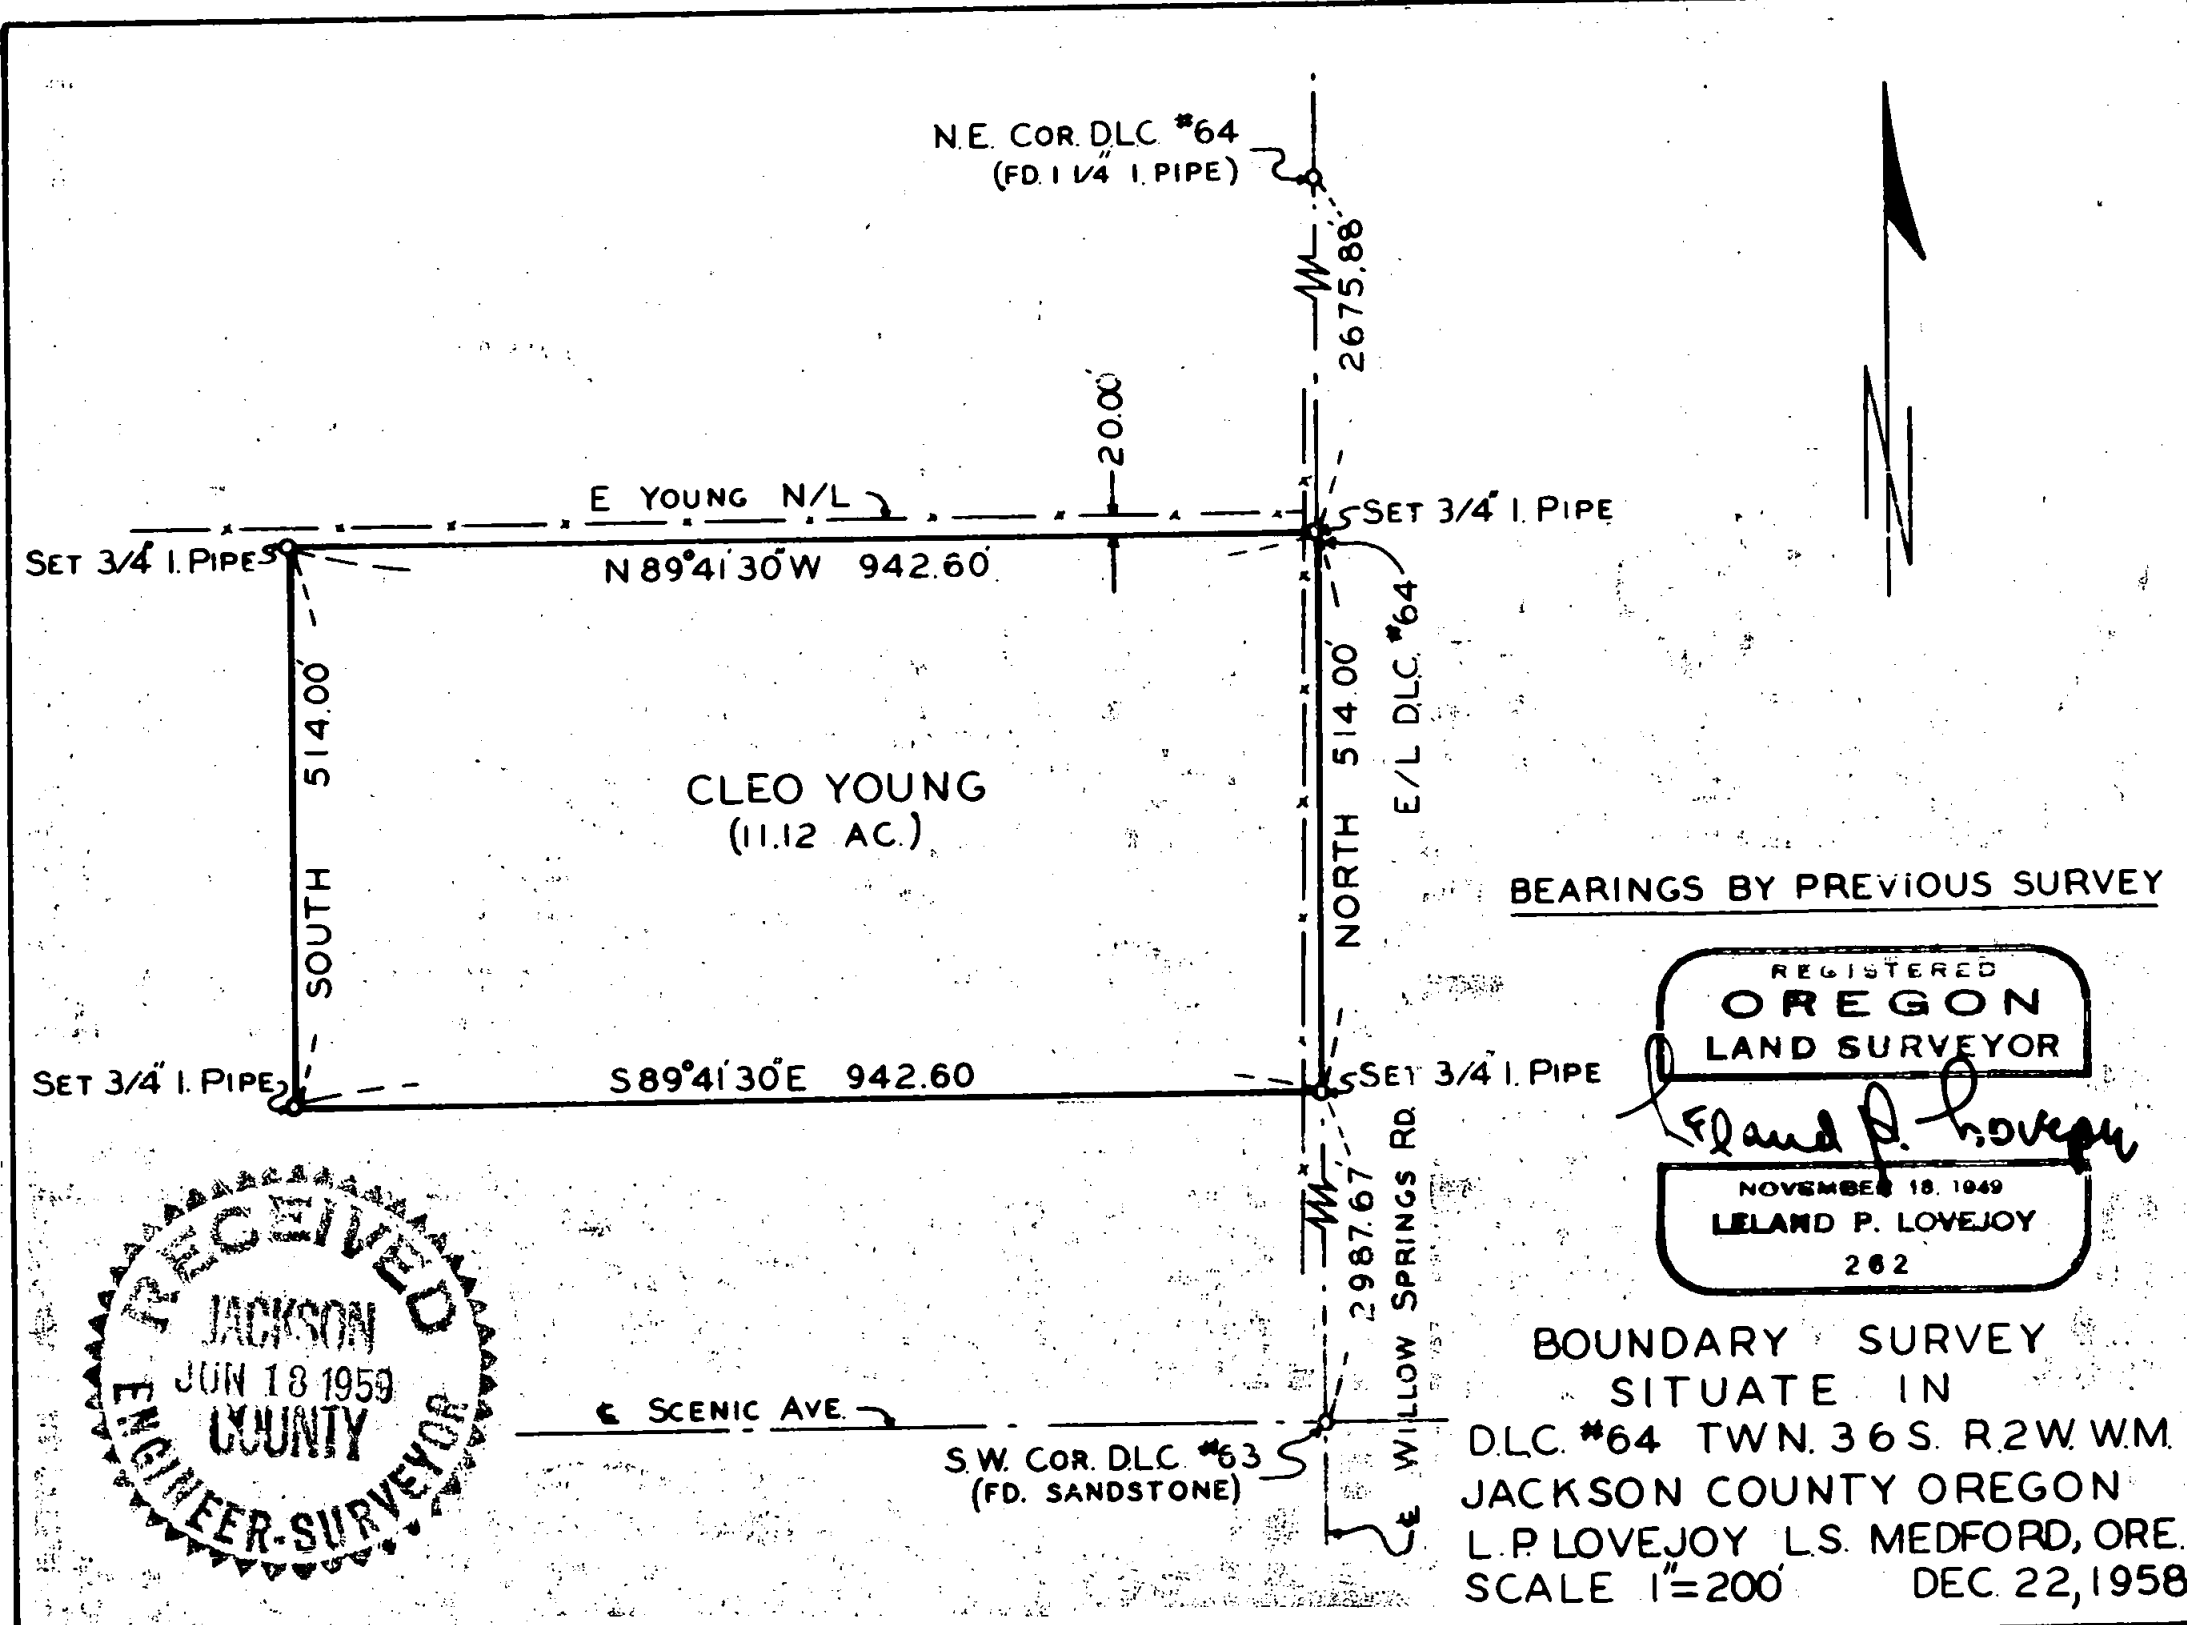 N.E. COR. D.L.C. #64
(FD. 1 1/4" I. PIPE)
2675.88
20.00'
E YOUNG N/L
SET 3/4" I. PIPE
SET 3/4" I. PIPE
N 89°41'30"W 942.60'
SOUTH 514.00'
NORTH 514.00'
E/L D.L.C. #64
CLEO YOUNG
(11.12 AC.)
BEARINGS BY PREVIOUS SURVEY
REGISTERED
OREGON
LAND SURVEYOR
Leland P. Lovejoy
NOVEMBER 18, 1949
LELAND P. LOVEJOY
262
SET 3/4" I. PIPE
S 89°41'30"E 942.60
SET 3/4" I. PIPE
2987.67
℄ WILLOW SPRINGS RD.
RECEIVED
JACKSON
JUN 18 1959
COUNTY
ENGINEER-SURVEYOR
℄ SCENIC AVE.
S.W. COR. D.L.C. #63
(FD. SANDSTONE)
BOUNDARY SURVEY
SITUATE IN
D.L.C. #64 TWN. 36 S. R.2W. W.M.
JACKSON COUNTY OREGON
L.P. LOVEJOY L.S. MEDFORD, ORE.
SCALE 1"=200' DEC. 22, 1958